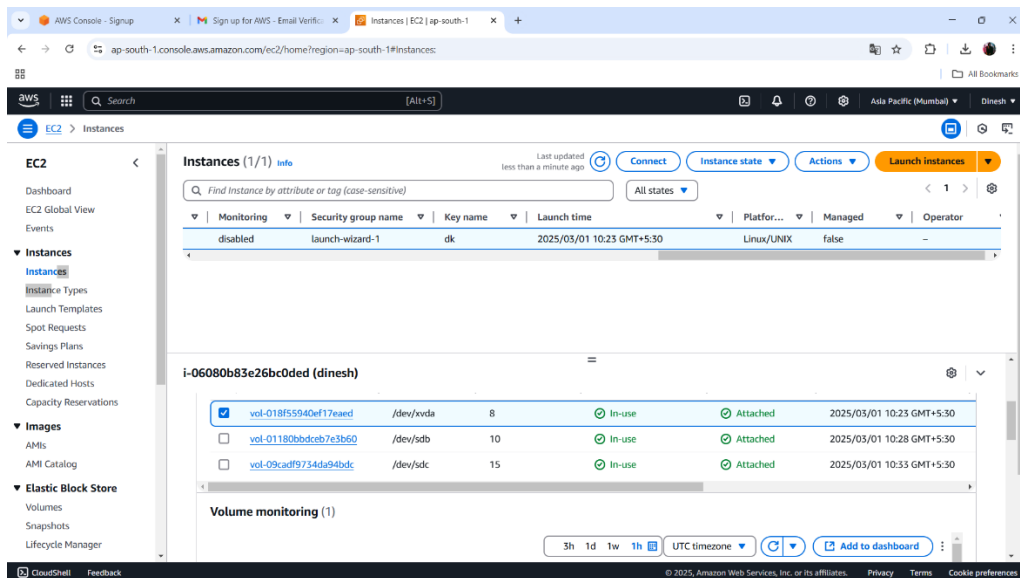 AWS Console - Signup
Sign up for AWS - Email Verific
Instances | EC2 | ap-south-1
ap-south-1.console.aws.amazon.com/ec2/home?region=ap-south-1#Instances:
All Bookmarks
aws
Search
[Alt+S]
Asia Pacific (Mumbai)
Dinesh
EC2 > Instances
EC2
Dashboard
EC2 Global View
Events
Instances
Instances
Instance Types
Launch Templates
Spot Requests
Savings Plans
Reserved Instances
Dedicated Hosts
Capacity Reservations
Images
AMIs
AMI Catalog
Elastic Block Store
Volumes
Snapshots
Lifecycle Manager
Instances (1/1) Info
Last updated
less than a minute ago
Connect
Instance state
Actions
Launch instances
Find Instance by attribute or tag (case-sensitive)
All states
1
Monitoring Security group name Key name Launch time Platfor... Managed Operator
disabled launch-wizard-1 dk 2025/03/01 10:23 GMT+5:30 Linux/UNIX false –
i-06080b83e26bc0ded (dinesh)
vol-018f55940ef17eaed /dev/xvda 8 In-use Attached 2025/03/01 10:23 GMT+5:30
vol-01180bbdceb7e3b60 /dev/sdb 10 In-use Attached 2025/03/01 10:28 GMT+5:30
vol-09cadf9734da94bdc /dev/sdc 15 In-use Attached 2025/03/01 10:33 GMT+5:30
Volume monitoring (1)
3h 1d 1w 1h UTC timezone Add to dashboard
CloudShell Feedback © 2025, Amazon Web Services, Inc. or its affiliates. Privacy Terms Cookie preferences